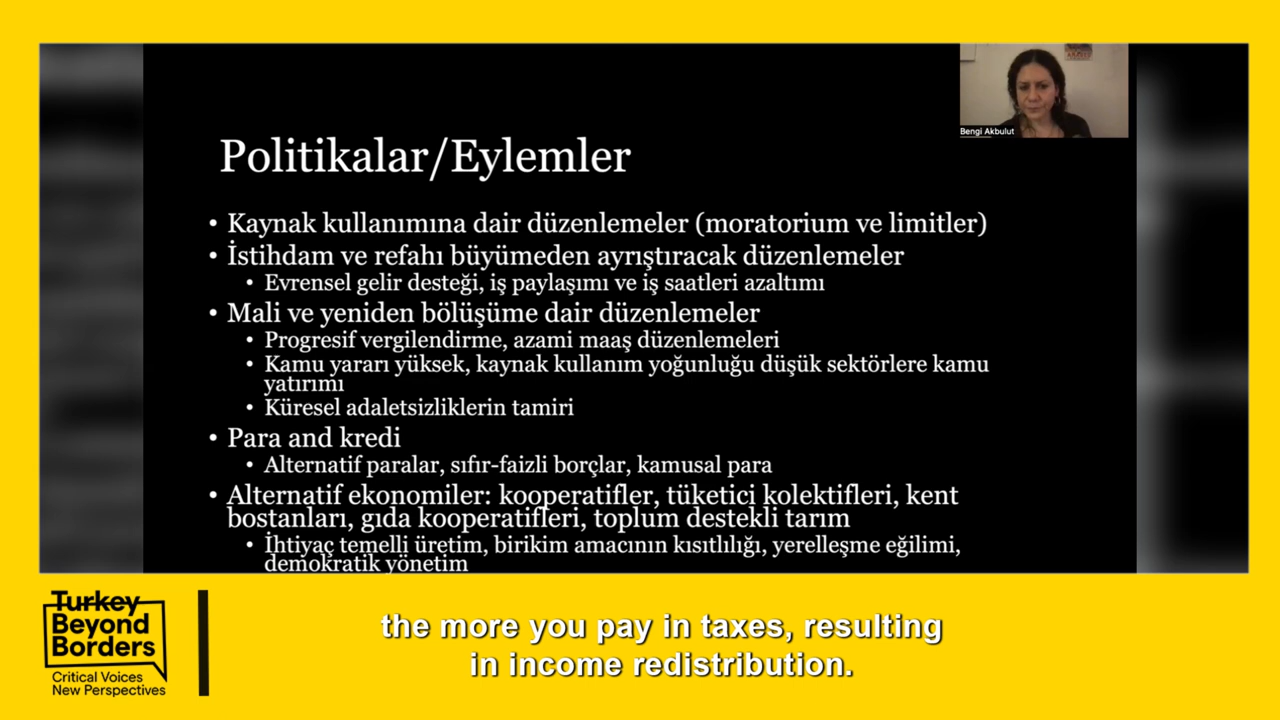 Bengi Akbulut
Politikalar/Eylemler
• Kaynak kullanımına dair düzenlemeler (moratorium ve limitler)
• İstihdam ve refahı büyümeden ayrıştıracak düzenlemeler
• Evrensel gelir desteği, iş paylaşımı ve iş saatleri azaltımı
• Mali ve yeniden bölüşüme dair düzenlemeler
• Progresif vergilendirme, azami maaş düzenlemeleri
• Kamu yararı yüksek, kaynak kullanım yoğunluğu düşük sektörlere kamu
yatırımı
• Küresel adaletsizliklerin tamiri
• Para and kredi
• Alternatif paralar, sıfır-faizli borçlar, kamusal para
• Alternatif ekonomiler: kooperatifler, tüketici kolektifleri, kent
bostanları, gıda kooperatifleri, toplum destekli tarım
• İhtiyaç temelli üretim, birikim amacının kısıtlılığı, yerelleşme eğilimi,
demokratik yönetim
Turkey
Beyond
Borders
Critical Voices
New Perspectives
the more you pay in taxes, resulting
in income redistribution.